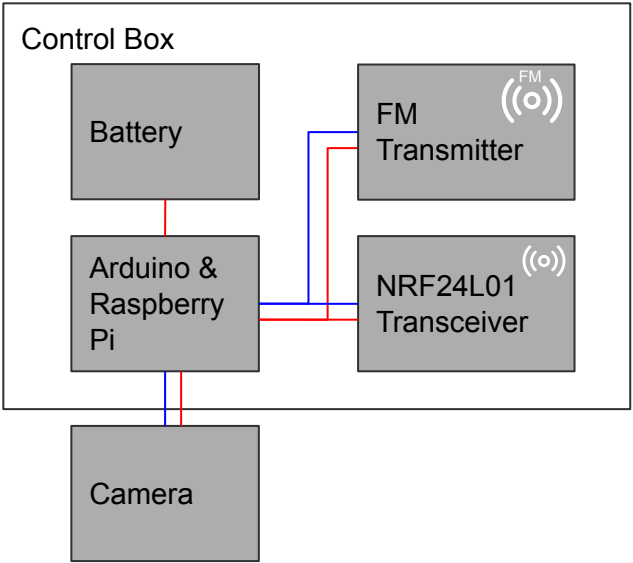 Control Box
Battery
FM
FM
Transmitter
Arduino &
Raspberry
Pi
NRF24L01
Transceiver
Camera